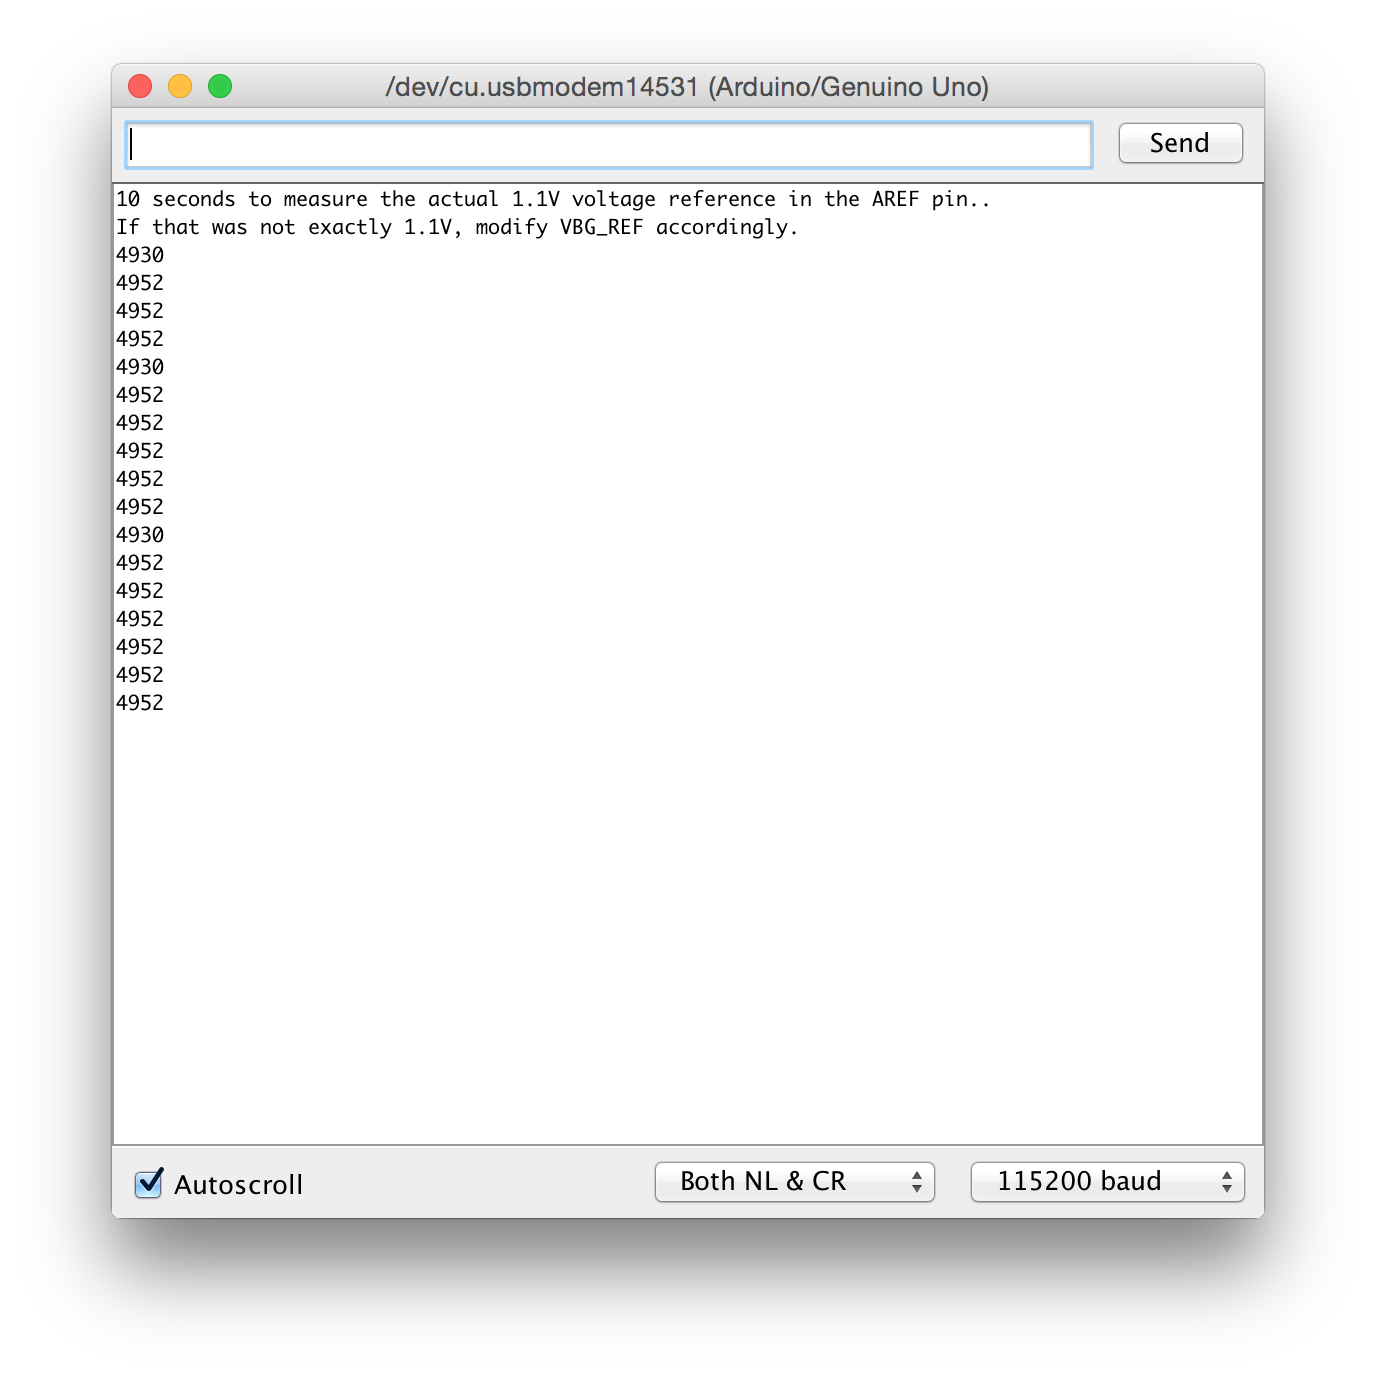 /dev/cu.usbmodem14531 (Arduino/Genuino Uno)
Send
10 seconds to measure the actual 1.1V voltage reference in the AREF pin..
If that was not exactly 1.1V, modify VBG_REF accordingly.
4930
4952
4952
4952
4930
4952
4952
4952
4952
4952
4930
4952
4952
4952
4952
4952
4952
Autoscroll
Both NL & CR
115200 baud